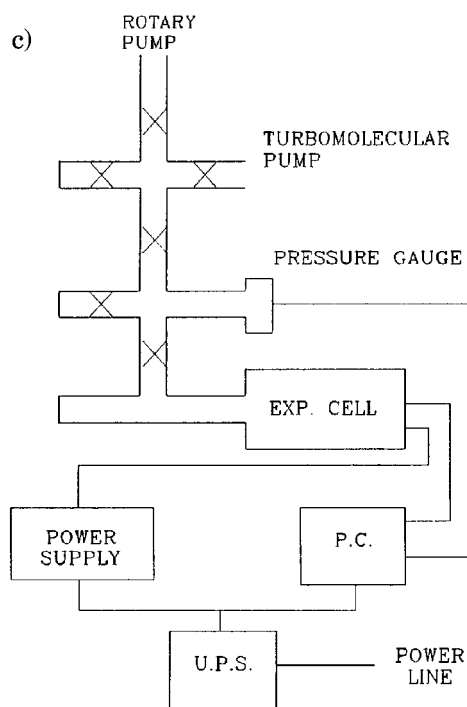 c)
ROTARY
PUMP
TURBOMOLECULAR
PUMP
PRESSURE GAUGE
EXP. CELL
POWER
SUPPLY
P.C.
U.P.S.
POWER
LINE